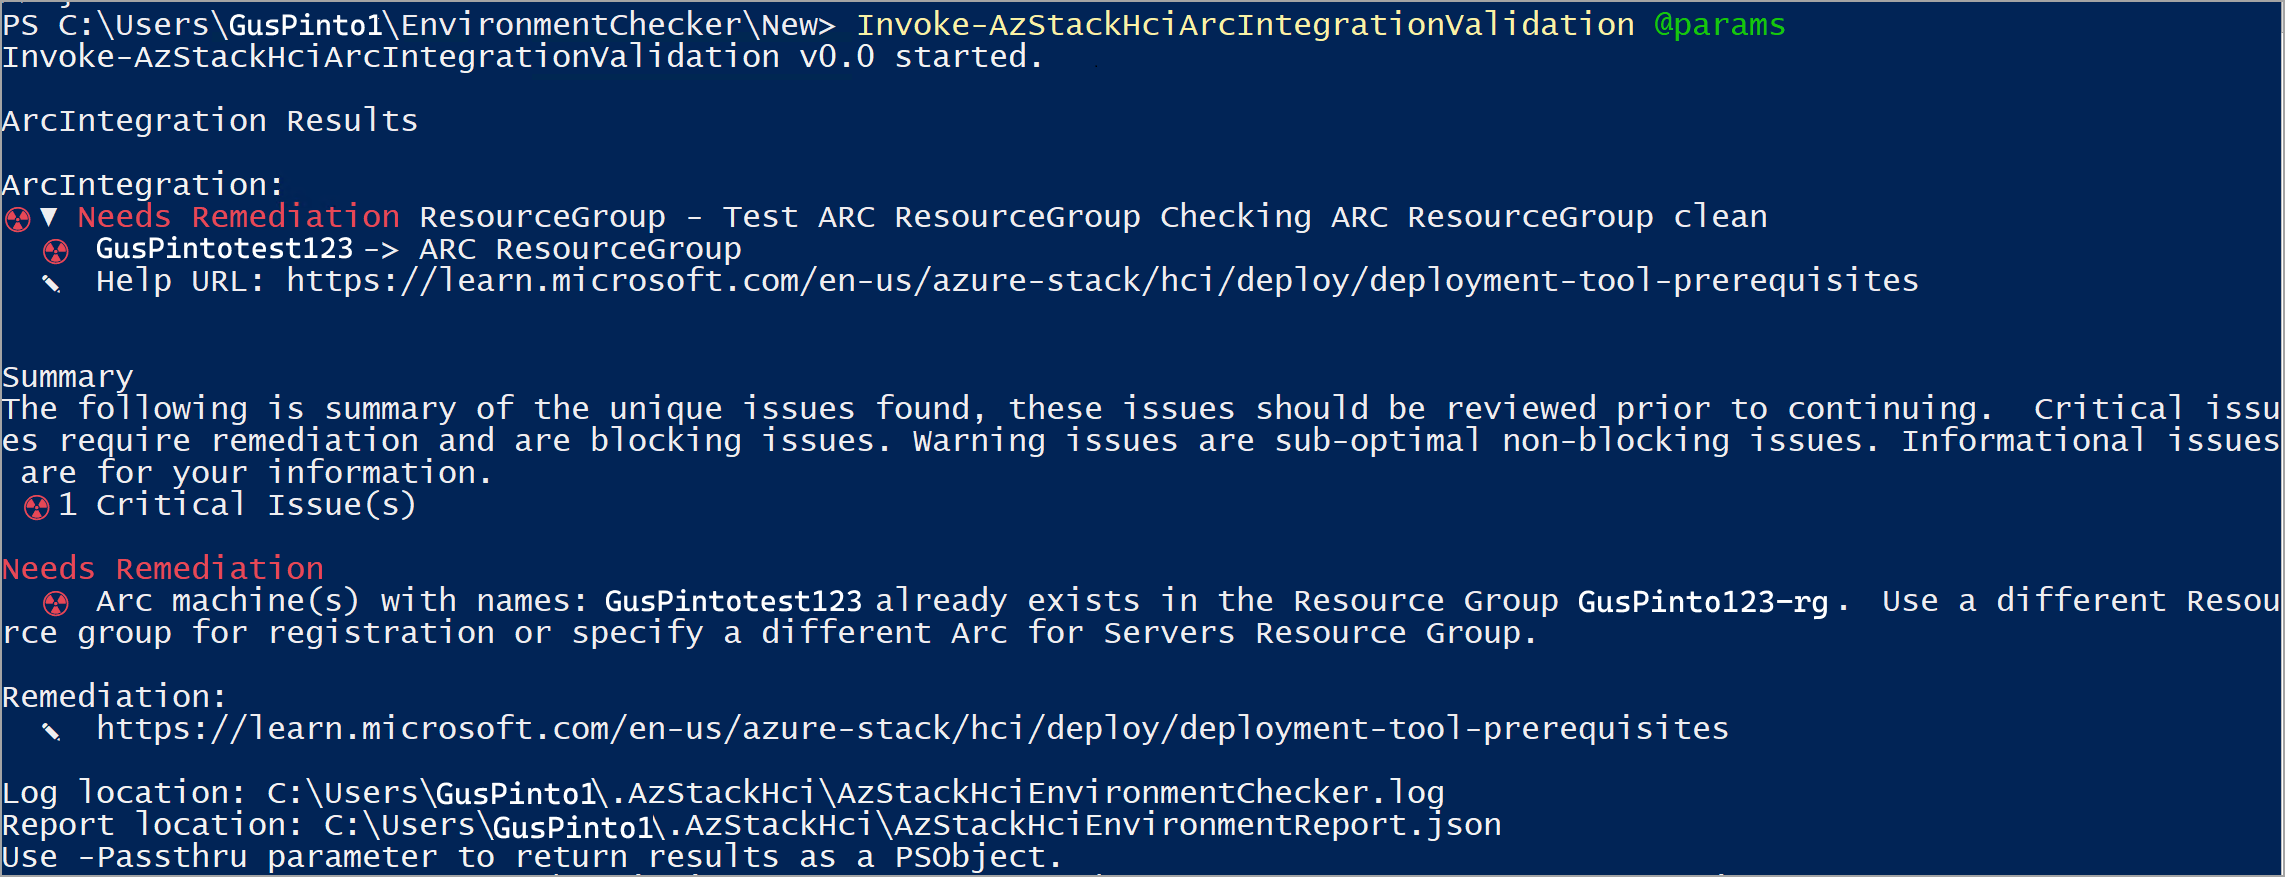 PS C:\Users\GusPinto1\EnvironmentChecker\New> Invoke-AzStackHciArcIntegrationValidation @params
Invoke-AzStackHciArcIntegrationValidation v0.0 started.
ArcIntegration Results
ArcIntegration:
☢ ▼ Needs Remediation ResourceGroup - Test ARC ResourceGroup Checking ARC ResourceGroup clean
☢ GusPintotest123 -> ARC ResourceGroup
Help URL: https://learn.microsoft.com/en-us/azure-stack/hci/deploy/deployment-tool-prerequisites
Summary
The following is summary of the unique issues found, these issues should be reviewed prior to continuing.  Critical issu
es require remediation and are blocking issues. Warning issues are sub-optimal non-blocking issues. Informational issues
are for your information.
☢ 1 Critical Issue(s)
Needs Remediation
☢ Arc machine(s) with names: GusPintotest123 already exists in the Resource Group GusPinto123-rg.  Use a different Resou
rce group for registration or specify a different Arc for Servers Resource Group.
Remediation:
https://learn.microsoft.com/en-us/azure-stack/hci/deploy/deployment-tool-prerequisites
Log location: C:\Users\GusPinto1\.AzStackHci\AzStackHciEnvironmentChecker.log
Report location: C:\Users\GusPinto1\.AzStackHci\AzStackHciEnvironmentReport.json
Use -Passthru parameter to return results as a PSObject.